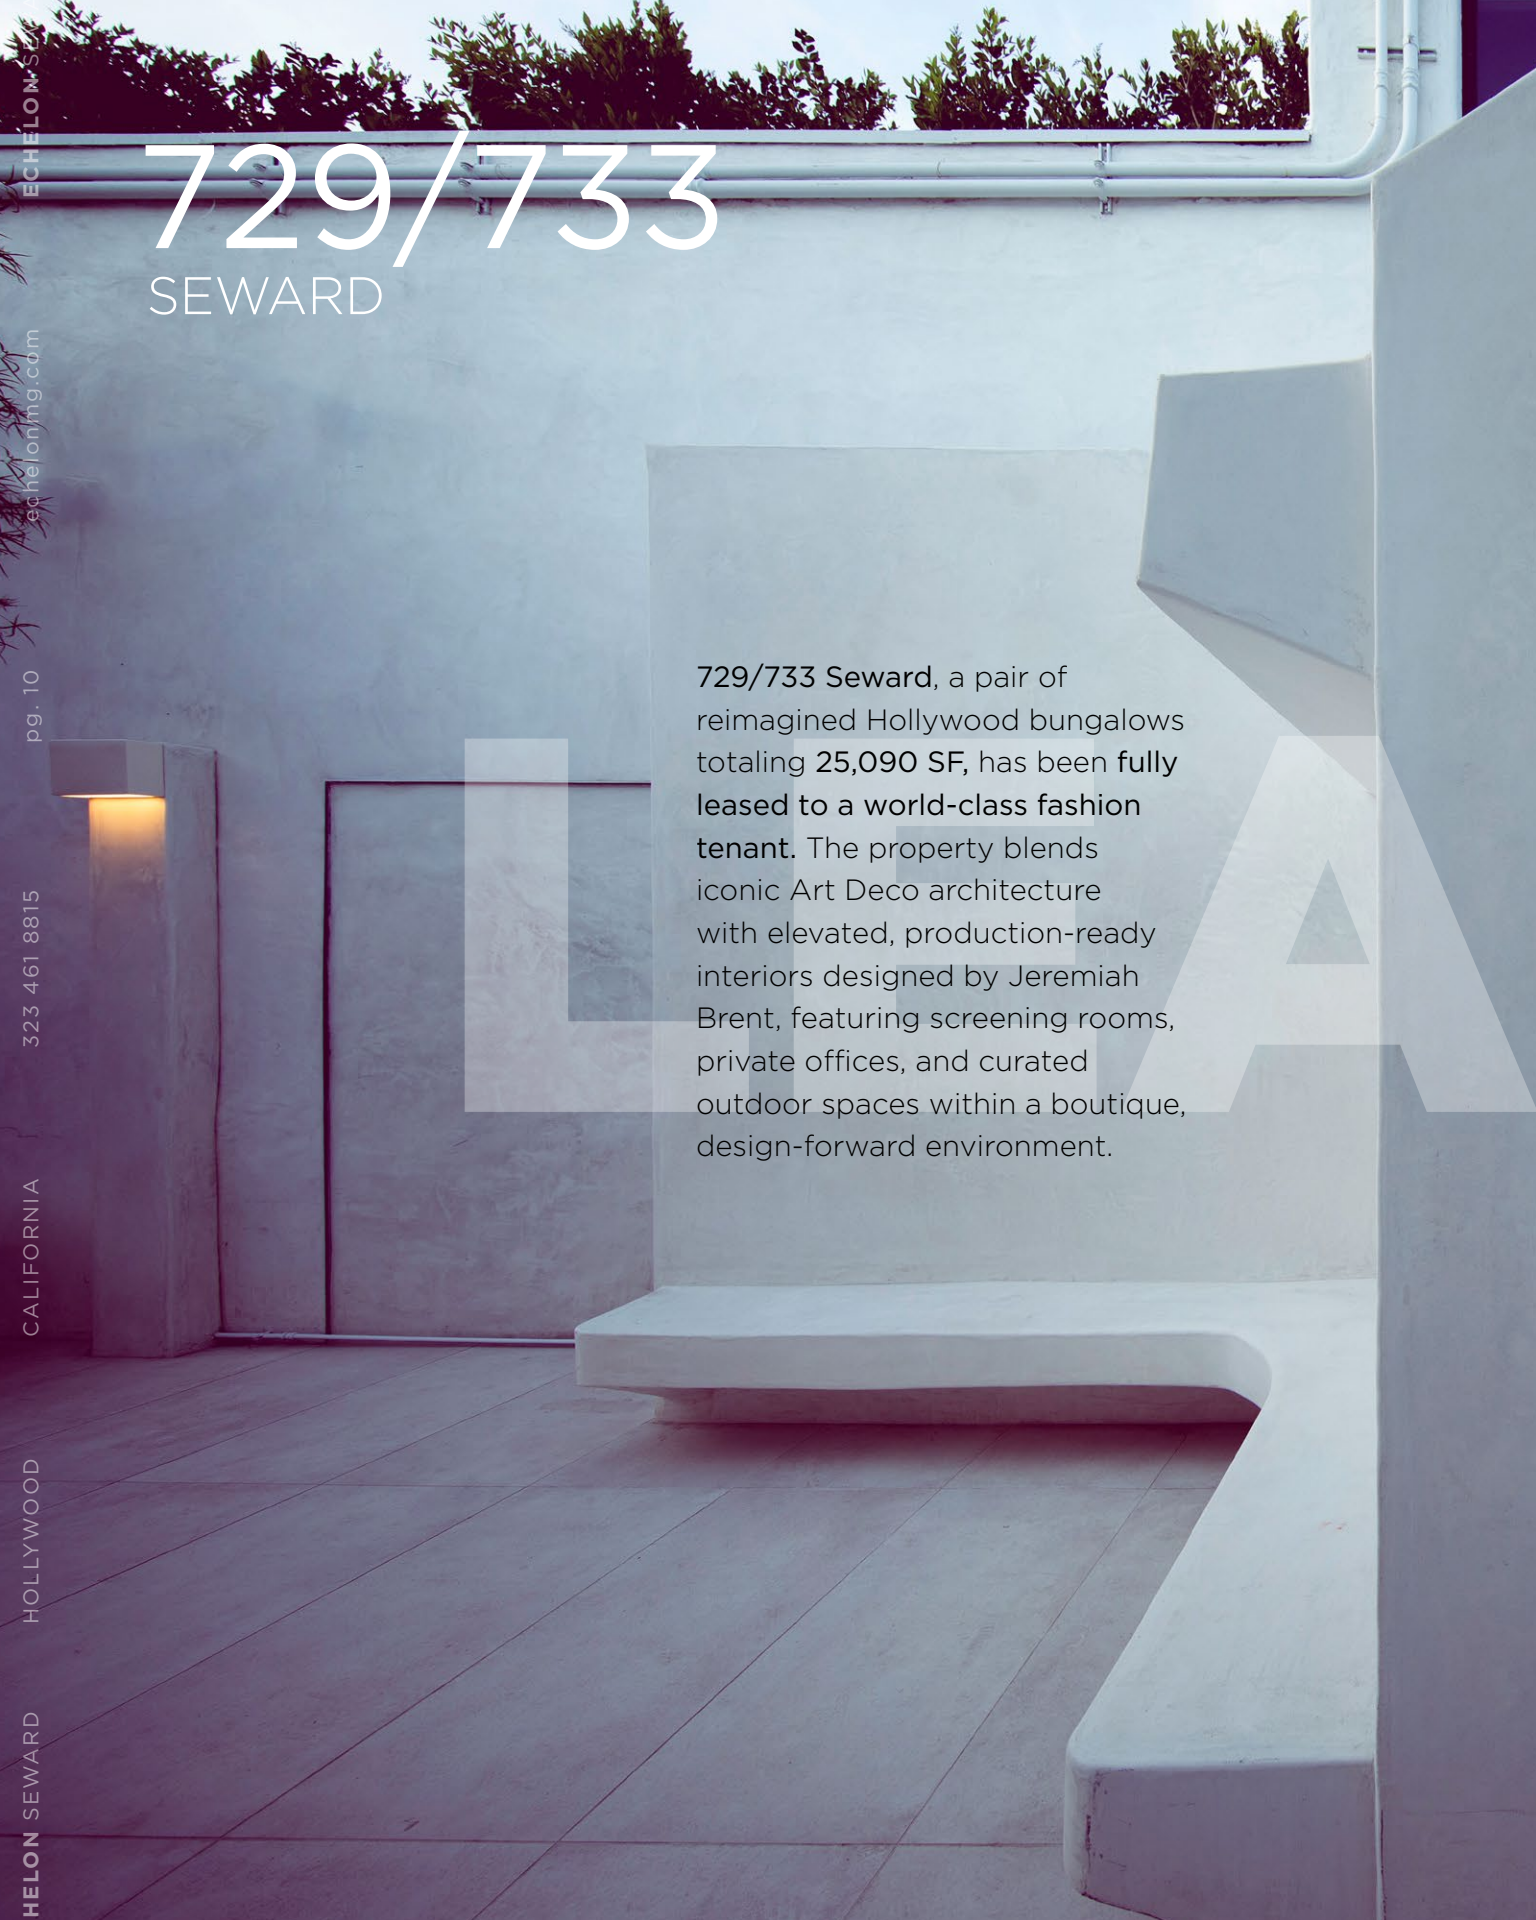 729/733
SEWARD
729/733 Seward, a pair of
reimagined Hollywood bungalows
totaling 25,090 SF, has been fully
leased to a world-class fashion
tenant. The property blends
iconic Art Deco architecture
with elevated, production-ready
interiors designed by Jeremiah
Brent, featuring screening rooms,
private offices, and curated
outdoor spaces within a boutique,
design-forward environment.
LEA
HELON SEWARD
HOLLYWOOD
CALIFORNIA
323 461 8815
pg. 10
echelonmg.com
ECHELON